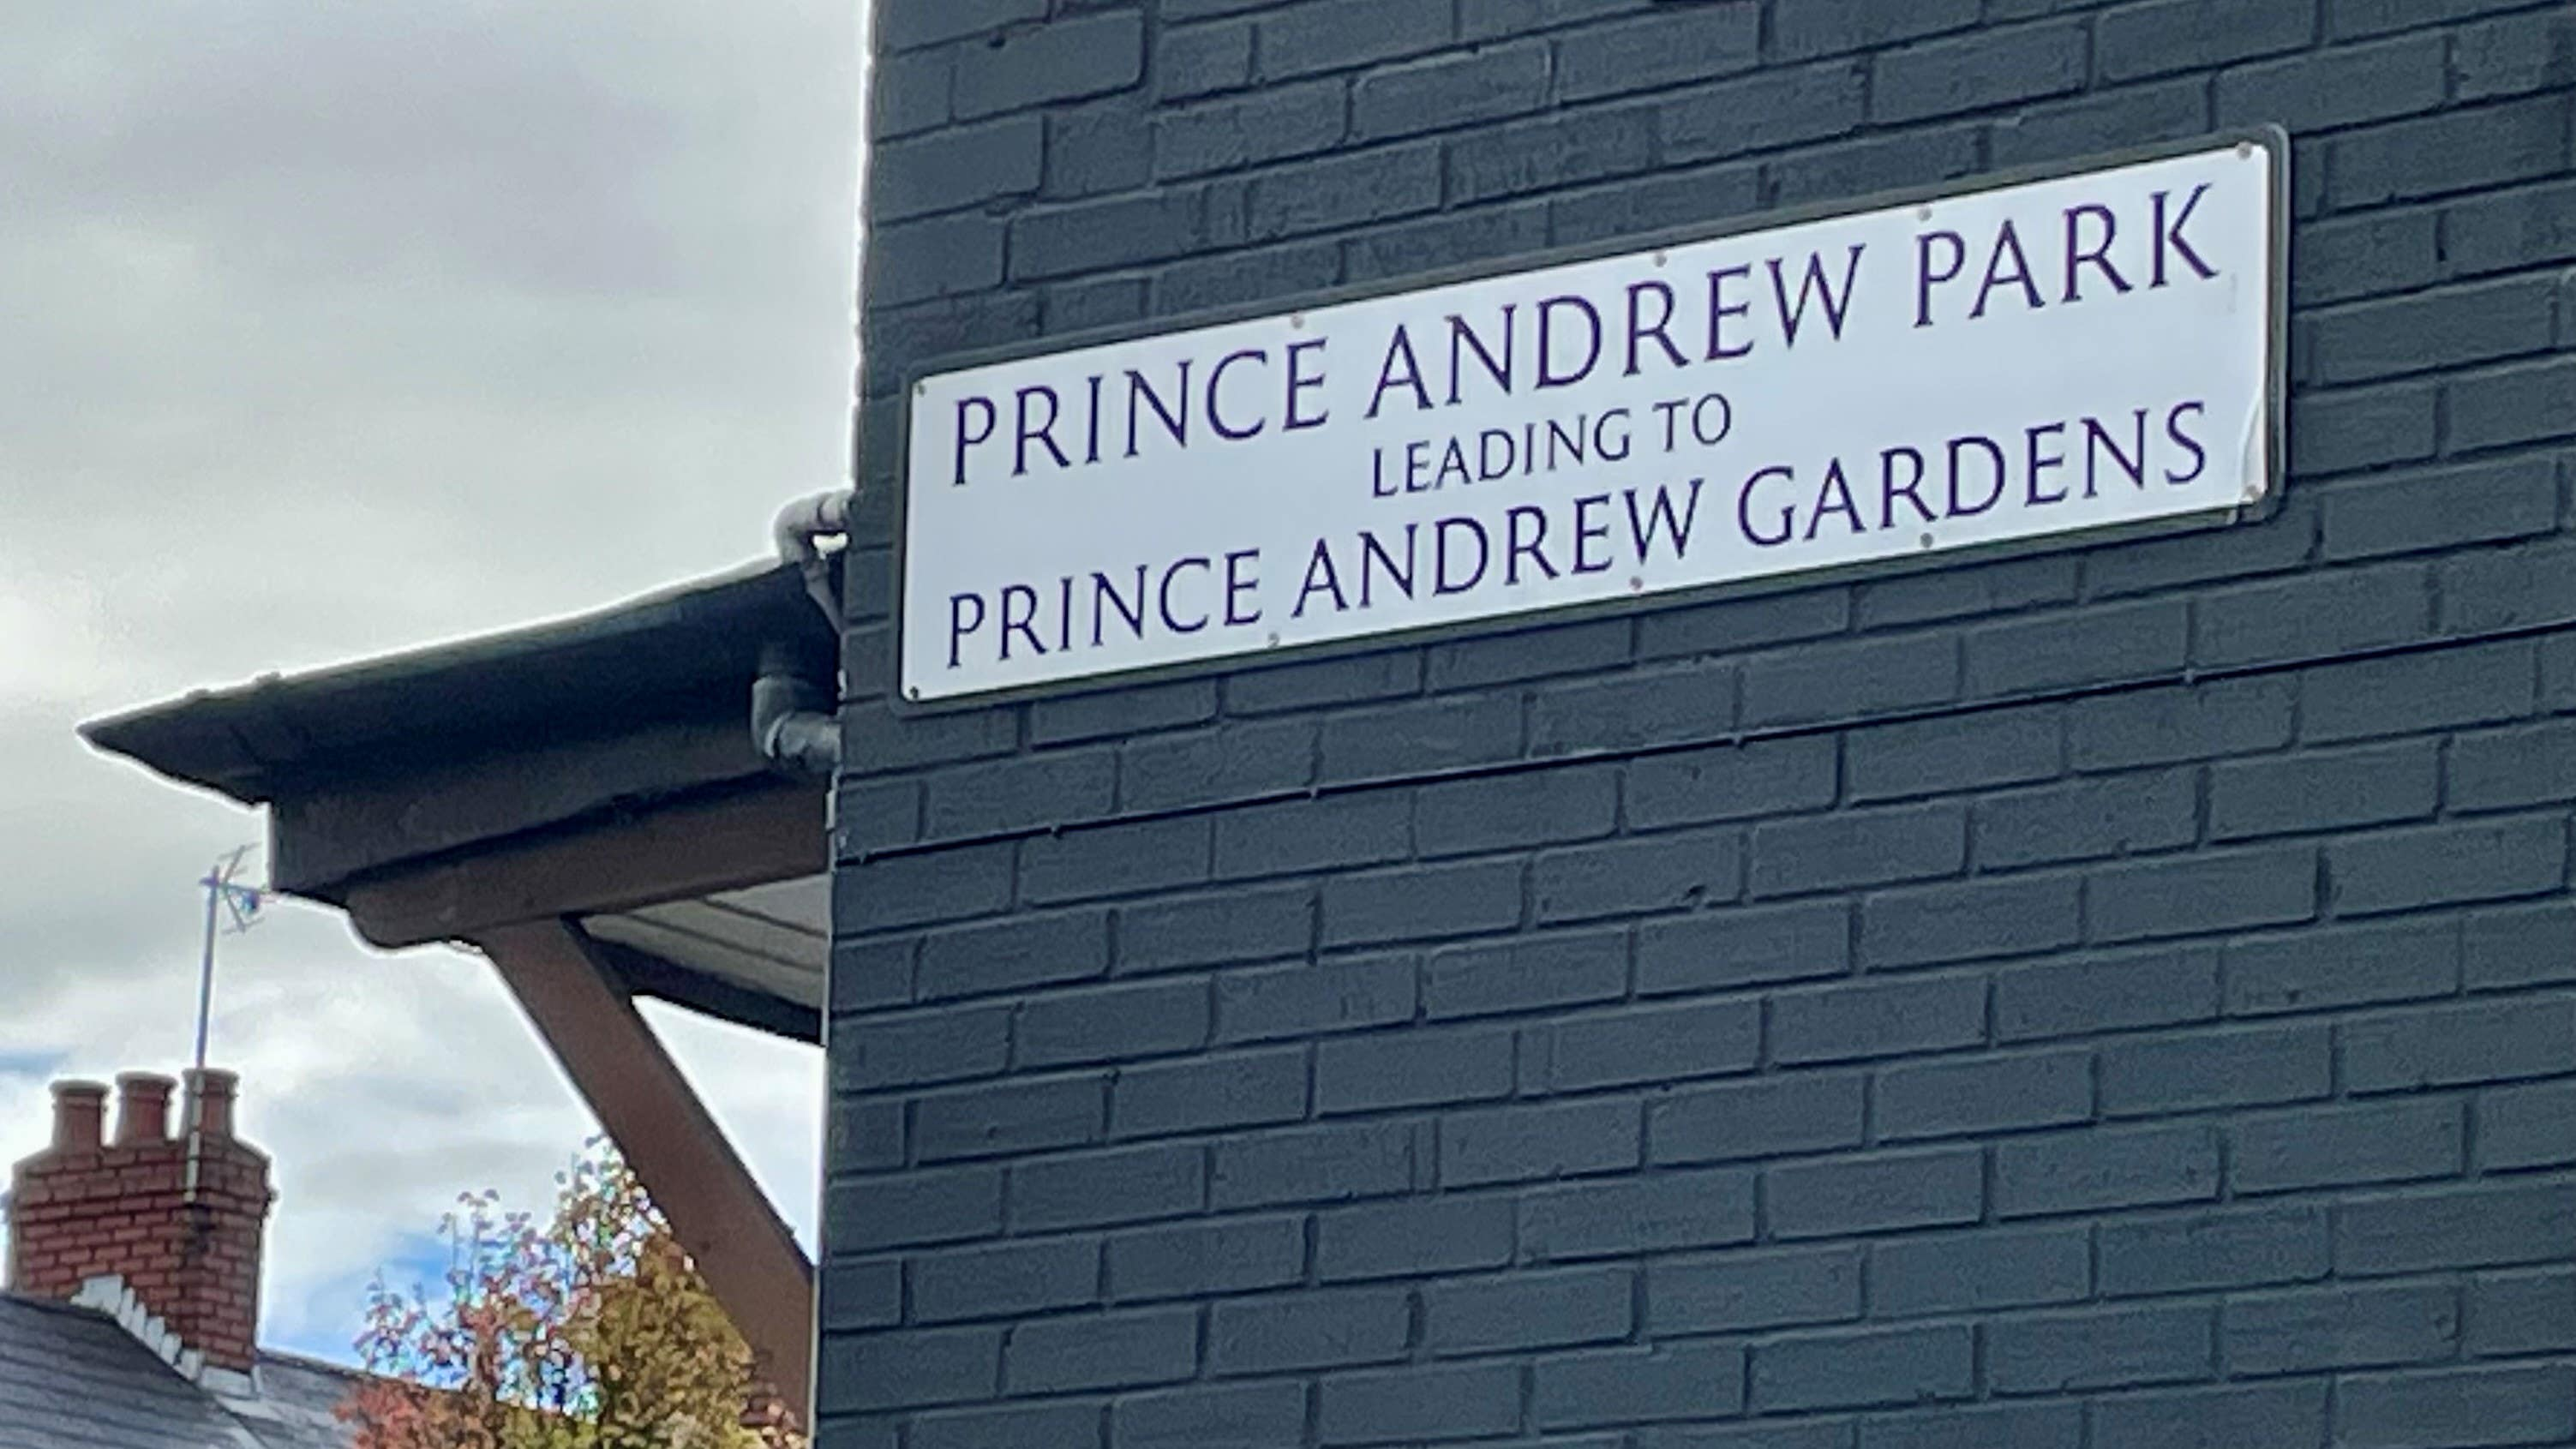 PRINCE ANDREW PARK
LEADING TO
PRINCE ANDREW GARDENS